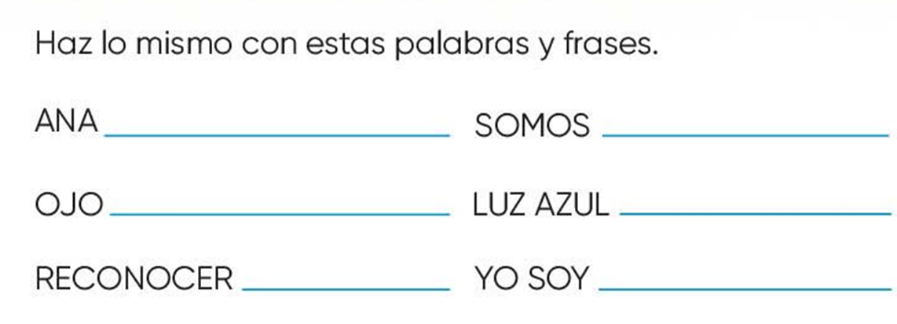 Haz lo mismo con estas palabras y frases.
ANA SOMOS
OJO LUZ AZUL
RECONOCER YO SOY